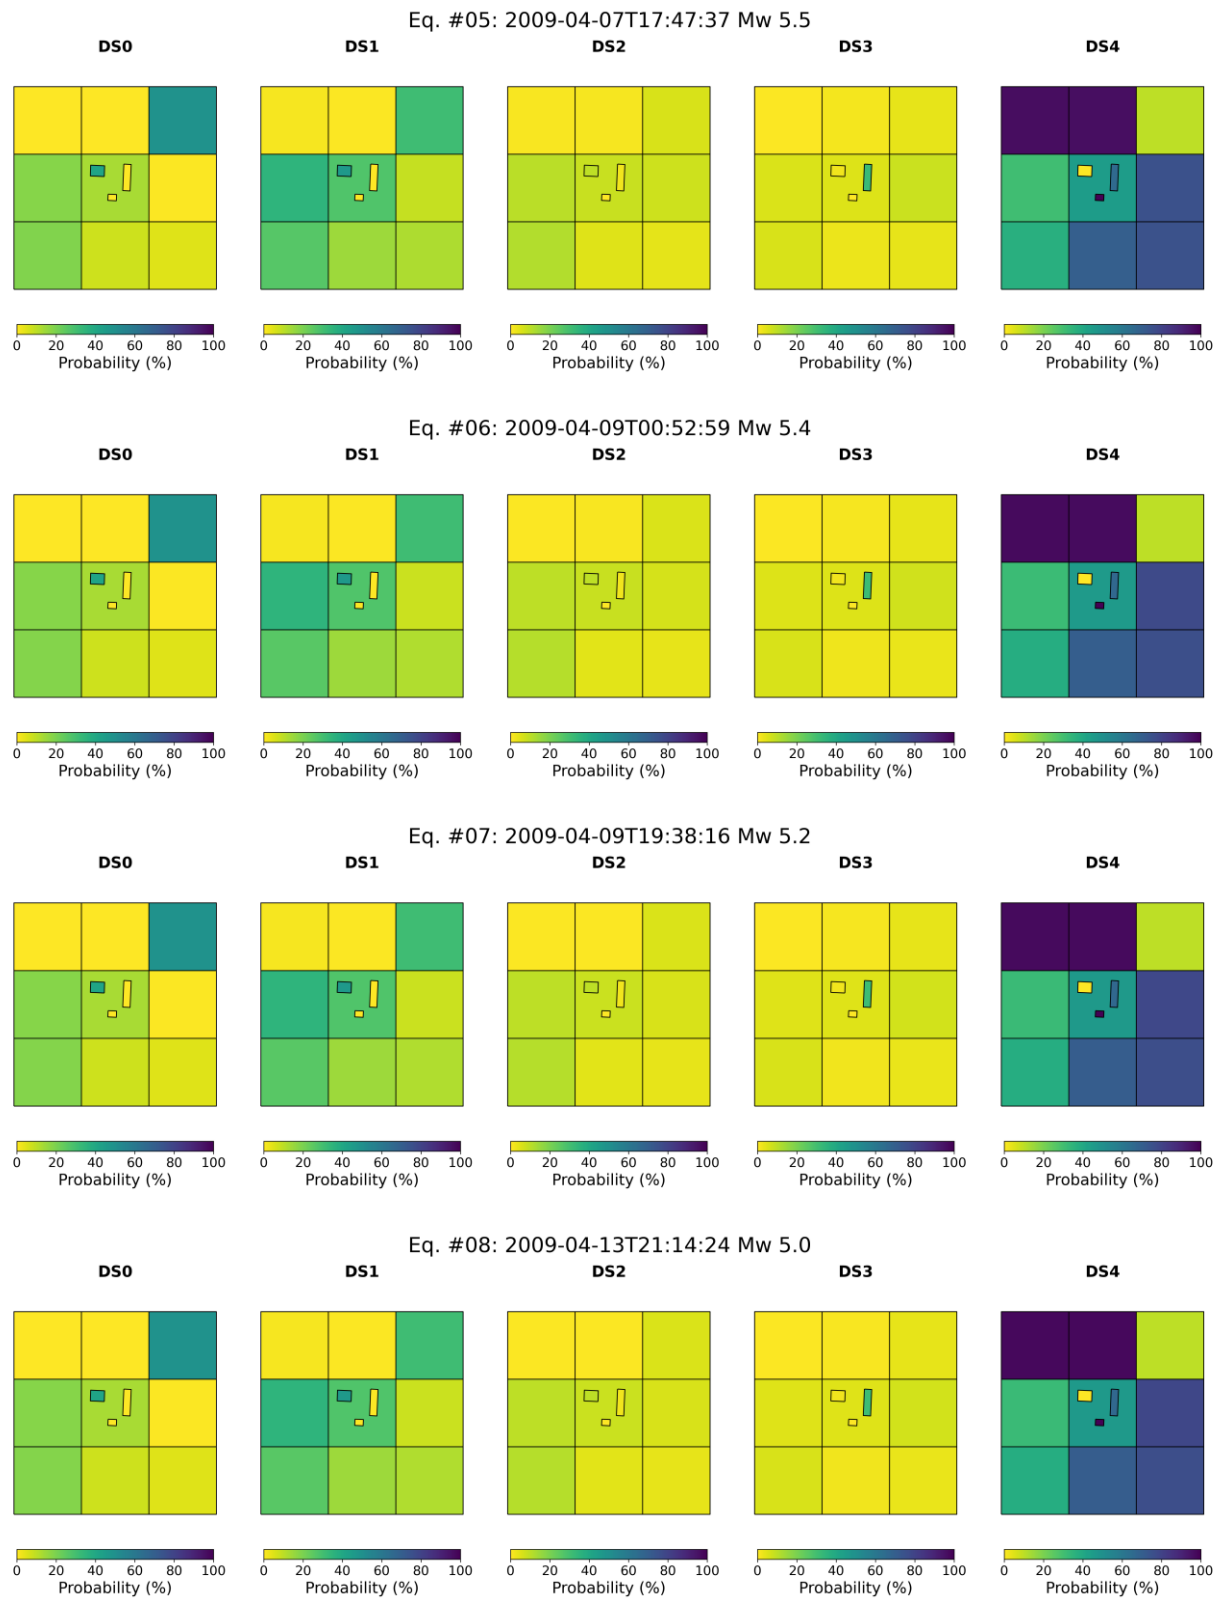 Eq. #05: 2009-04-07T17:47:37 Mw 5.5
DS0 DS1 DS2 DS3 DS4
0 20 40 60 80 100 0 20 40 60 80 100 0 20 40 60 80 100 0 20 40 60 80 100 0 20 40 60 80 100
Probability (%) Probability (%) Probability (%) Probability (%) Probability (%)
Eq. #06: 2009-04-09T00:52:59 Mw 5.4
DS0 DS1 DS2 DS3 DS4
0 20 40 60 80 100 0 20 40 60 80 100 0 20 40 60 80 100 0 20 40 60 80 100 0 20 40 60 80 100
Probability (%) Probability (%) Probability (%) Probability (%) Probability (%)
Eq. #07: 2009-04-09T19:38:16 Mw 5.2
DS0 DS1 DS2 DS3 DS4
0 20 40 60 80 100 0 20 40 60 80 100 0 20 40 60 80 100 0 20 40 60 80 100 0 20 40 60 80 100
Probability (%) Probability (%) Probability (%) Probability (%) Probability (%)
Eq. #08: 2009-04-13T21:14:24 Mw 5.0
DS0 DS1 DS2 DS3 DS4
0 20 40 60 80 100 0 20 40 60 80 100 0 20 40 60 80 100 0 20 40 60 80 100 0 20 40 60 80 100
Probability (%) Probability (%) Probability (%) Probability (%) Probability (%)